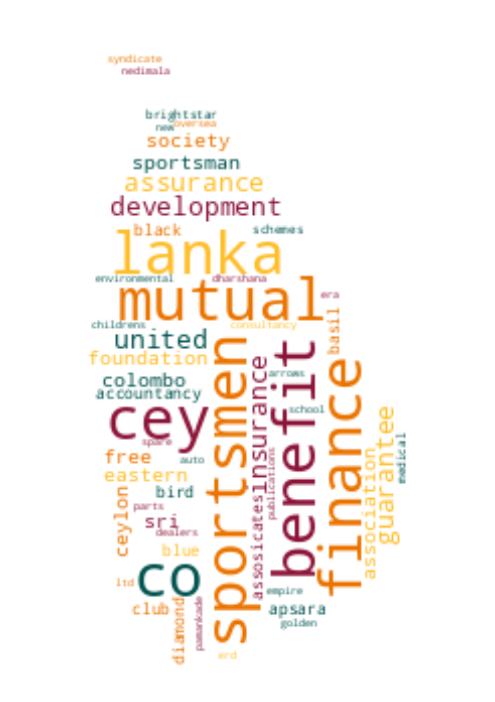 syndicate
nedimala
brightstar
new oversea
society
sportsman
assurance
development
black schemes
lanka
environmental dharshana
mutual era
childrens consultancy
united basil
foundation
colombo arrows
accountancy
cey school
sportsmen
insurance
benefit
finance
spare
free auto
eastern
bird
publications
association
guarantee
medical
ceylon
parts
sri
dealers
assosicates
blue
ltd co empire
club apsara
diamond
pamankade
golden
erd